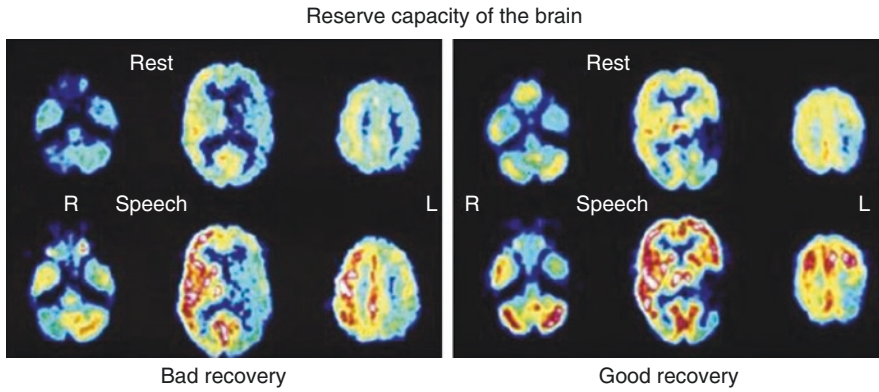 Reserve capacity of the brain
Rest
Rest
R Speech L
R Speech L
Bad recovery
Good recovery